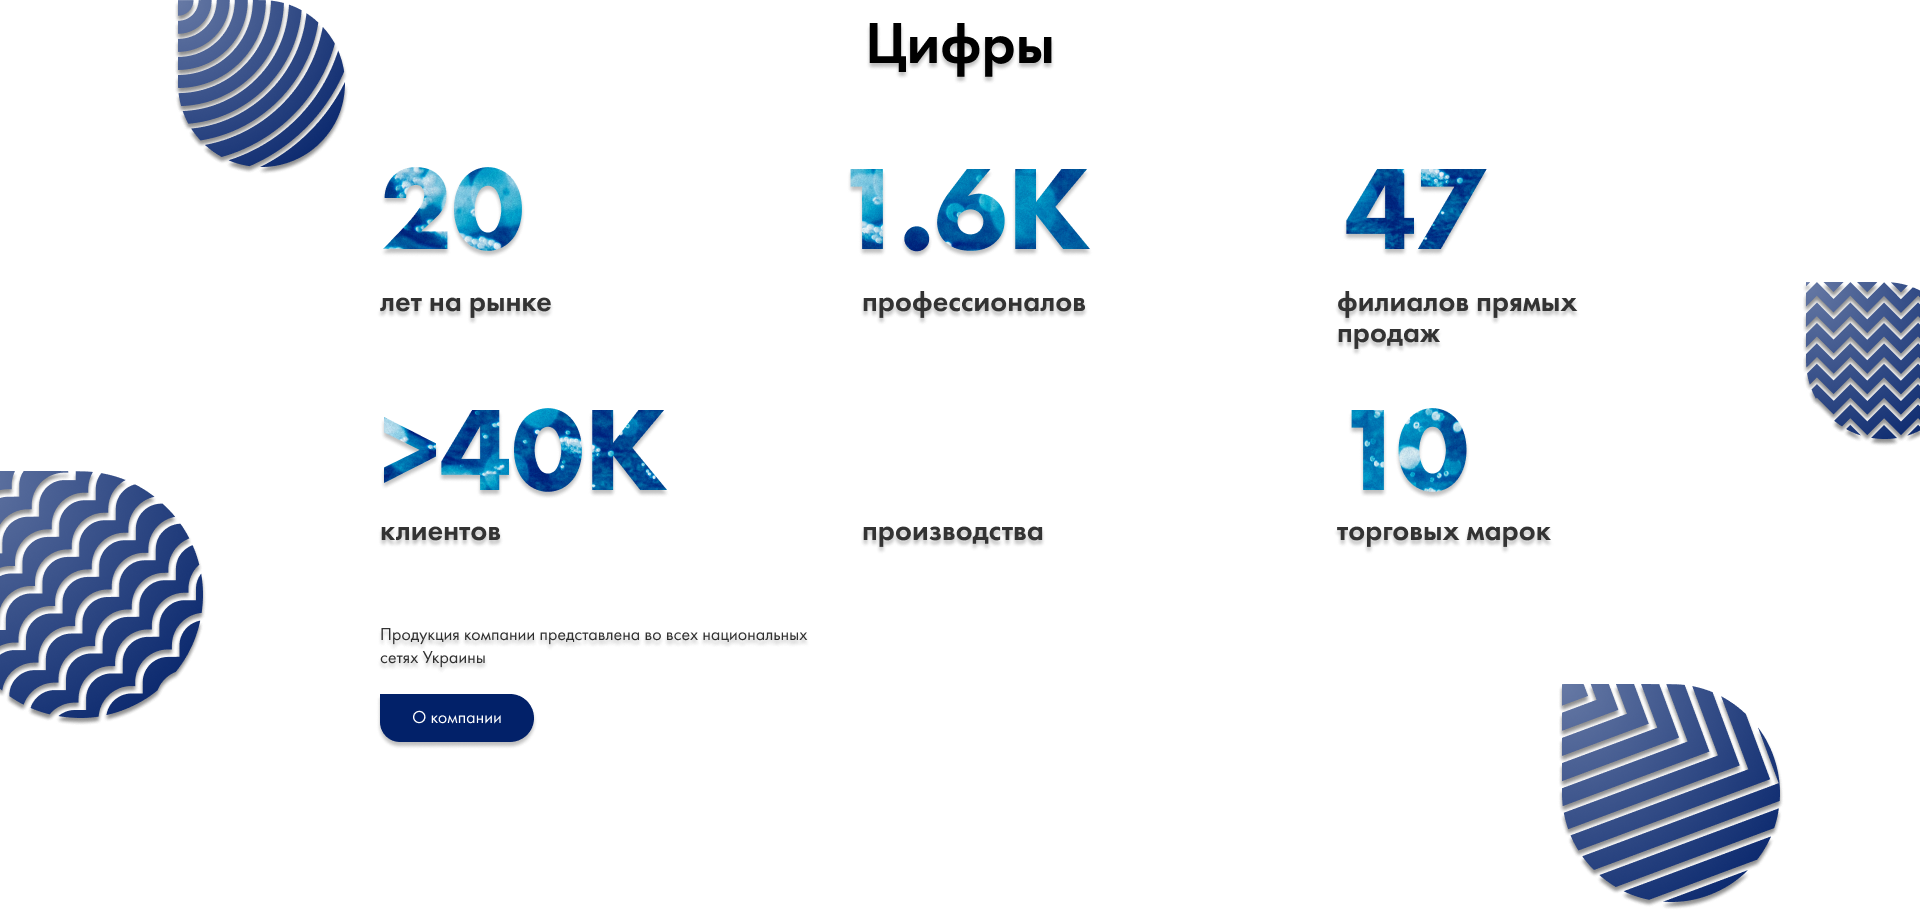 Цифры
20
1.6K
47
лет на рынке
профессионалов
филиалов прямых
продаж
>40K
10
клиентов
производства
торговых марок
Продукция компании представлена во всех национальных
сетях Украины
О компании